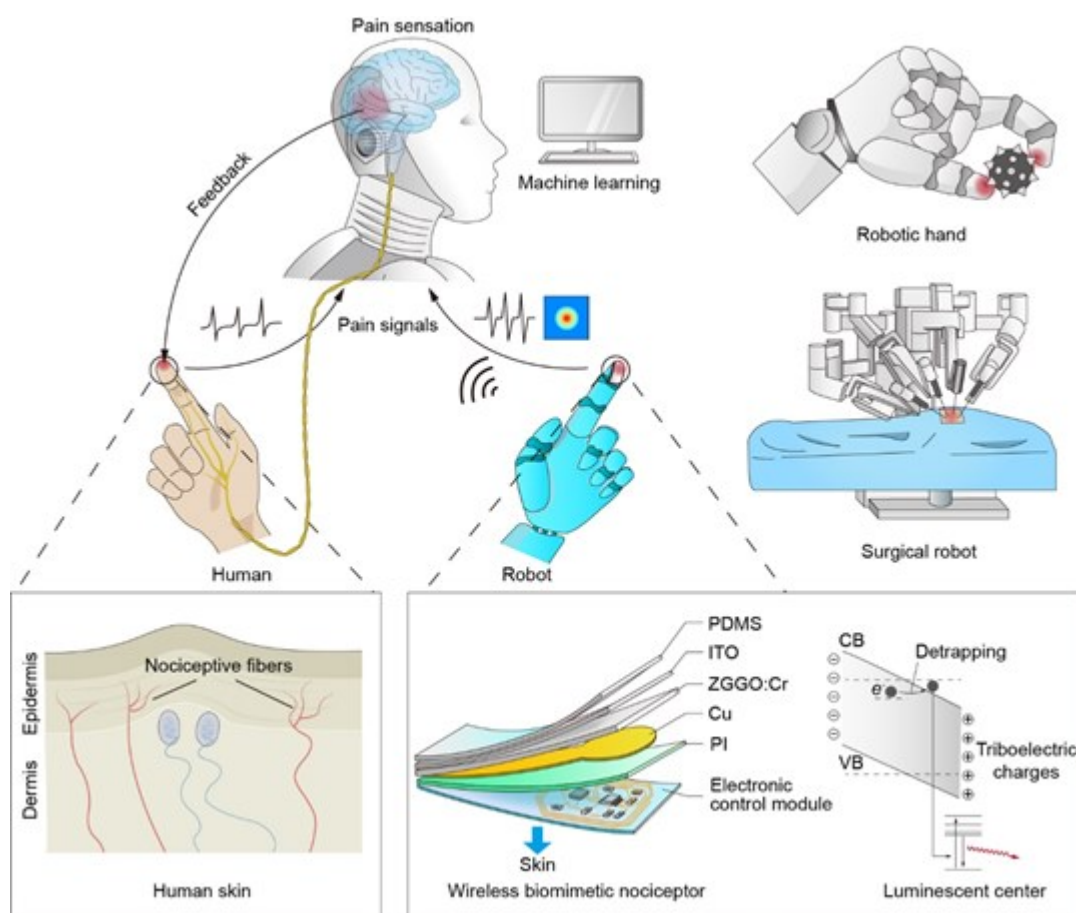 Pain sensation
Feedback
Machine learning
Robotic hand
Pain signals
Human
Robot
Surgical robot
Epidermis
Dermis
Nociceptive fibers
Human skin
PDMS
ITO
ZGGO:Cr
Cu
PI
Electronic
control module
Skin
Wireless biomimetic nociceptor
CB
Detrapping
e
VB
Triboelectric
charges
Luminescent center